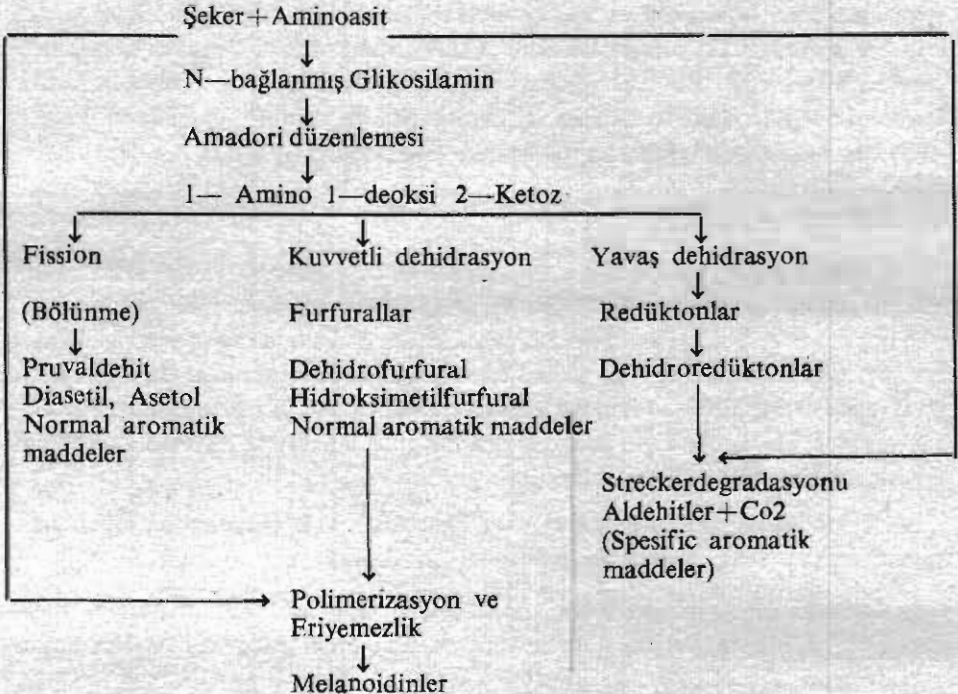 Şeker+Aminoasit
N—bağlanmış Glikosilamin
Amadori düzenlemesi
1— Amino 1—deoksi 2—Ketoz
Fission
(Bölünme)
Pruvaldehit
Diasetil, Asetol
Normal aromatik
maddeler
Kuvvetli dehidrasyon
Furfurallar
Dehidrofurfural
Hidroksimetilfurfural
Normal aromatik maddeler
Yavaş dehidrasyon
Redüktonlar
Dehidroredüktonlar
Streckerdegradasyonu
Aldehitler+Co2
(Spesific aromatik
maddeler)
Polimerizasyon ve
Eriyemezlik
Melanoidinler